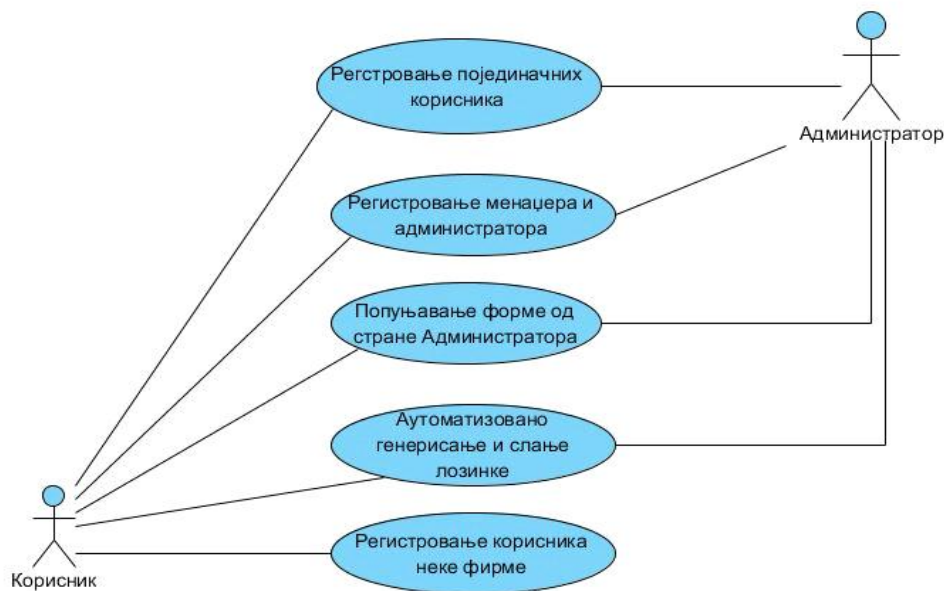 Регстровање појединачних
корисника
Администратор
Регистровање менаџера и
администратора
Попуњавање форме од
стране Администратора
Аутоматизовано
генерисање и слање
лозинке
Регистровање корисника
неке фирме
Корисник